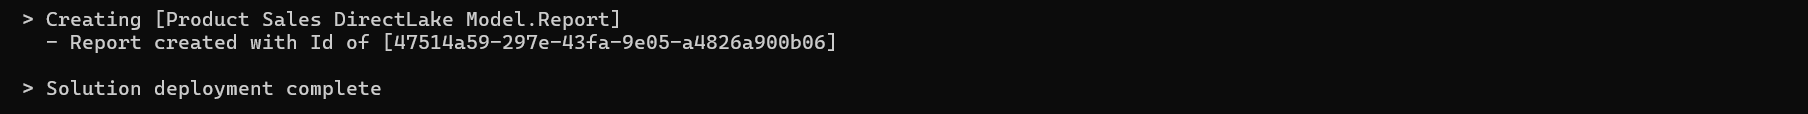 > Creating [Product Sales DirectLake Model.Report]
  - Report created with Id of [47514a59-297e-43fa-9e05-a4826a900b06]
> Solution deployment complete